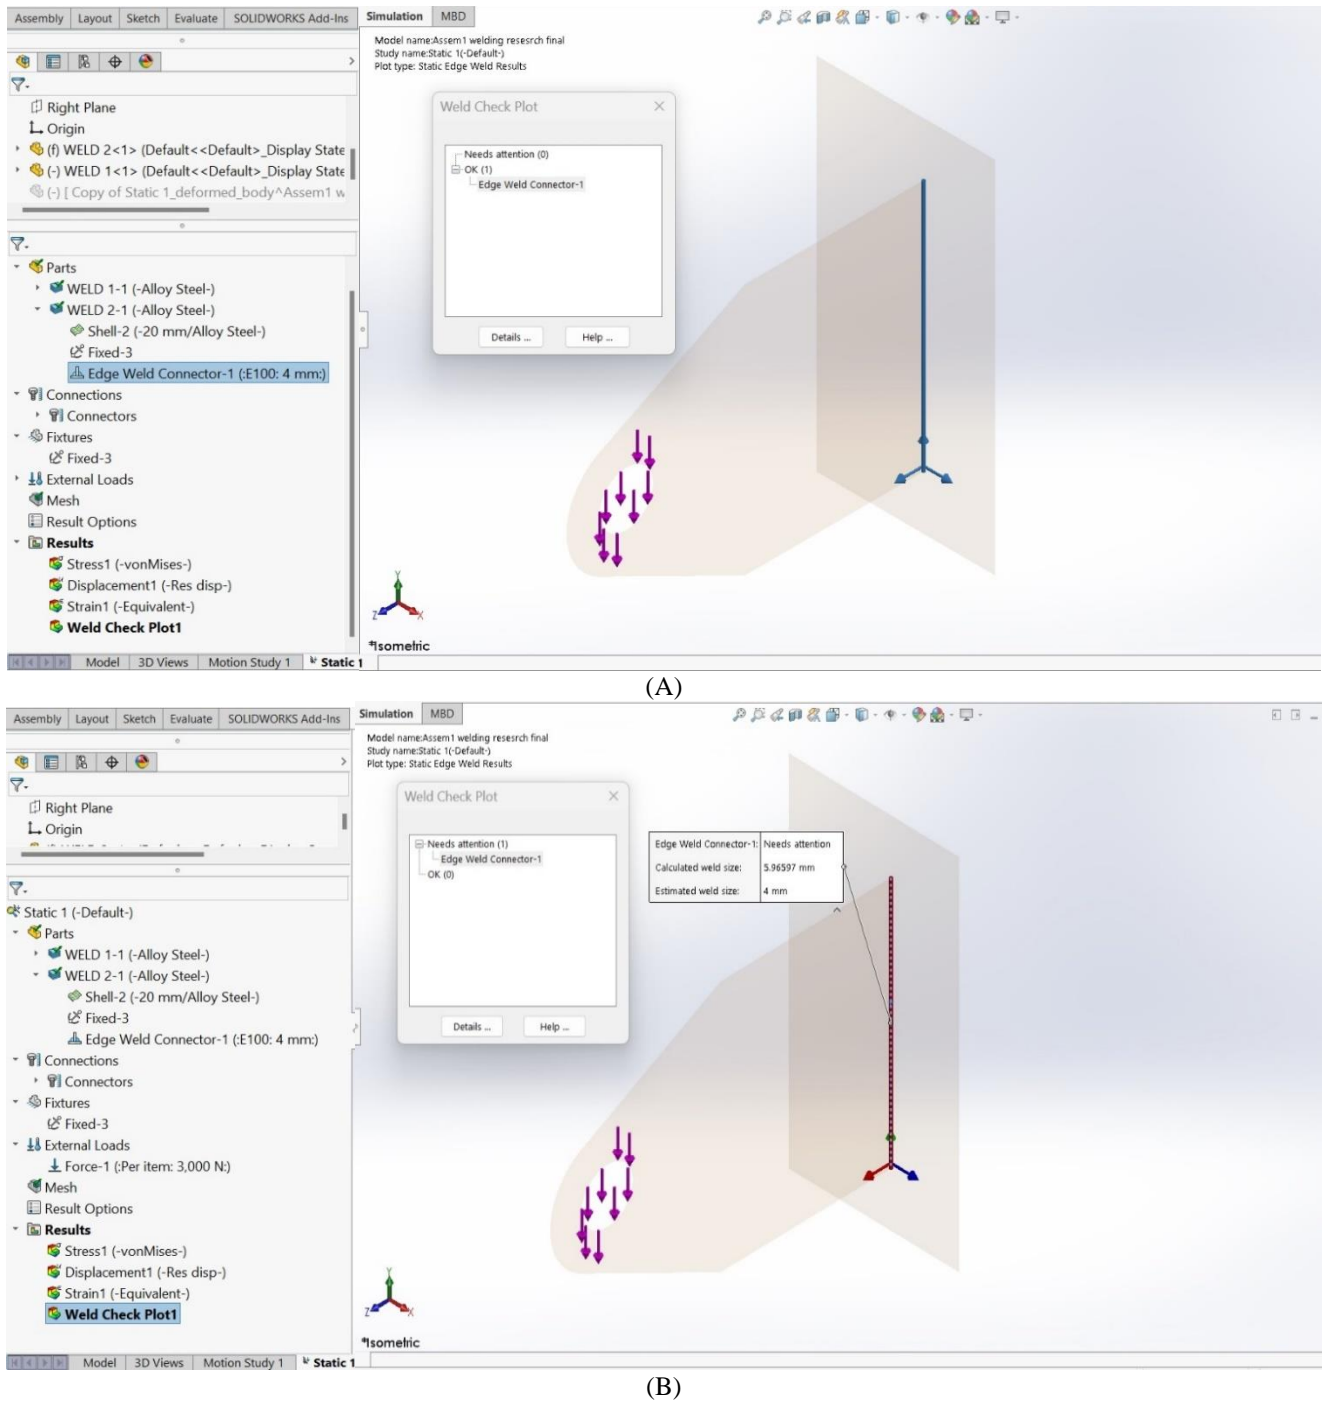 Assembly Layout Sketch Evaluate SOLIDWORKS Add-Ins Simulation MBD
Model name:Assem1 welding resesrch final
Study name:Static 1(-Default-)
Plot type: Static Edge Weld Results
Right Plane
Origin
(f) WELD 2<1> (Default<<Default>_Display State
(-) WELD 1<1> (Default<<Default>_Display State
(-) [ Copy of Static 1_deformed_body^Assem1 w
Parts
WELD 1-1 (-Alloy Steel-)
WELD 2-1 (-Alloy Steel-)
Shell-2 (-20 mm/Alloy Steel-)
Fixed-3
Edge Weld Connector-1 (:E100: 4 mm:)
Connections
Connectors
Fixtures
Fixed-3
External Loads
Mesh
Result Options
Results
Stress1 (-vonMises-)
Displacement1 (-Res disp-)
Strain1 (-Equivalent-)
Weld Check Plot1
Model 3D Views Motion Study 1 Static 1
Weld Check Plot
Needs attention (0)
OK (1)
Edge Weld Connector-1
Details ... Help ...
Y
Z X
*Isometric
(A)
Assembly Layout Sketch Evaluate SOLIDWORKS Add-Ins Simulation MBD
Model name:Assem1 welding resesrch final
Study name:Static 1(-Default-)
Plot type: Static Edge Weld Results
Right Plane
Origin
Static 1 (-Default-)
Parts
WELD 1-1 (-Alloy Steel-)
WELD 2-1 (-Alloy Steel-)
Shell-2 (-20 mm/Alloy Steel-)
Fixed-3
Edge Weld Connector-1 (:E100: 4 mm:)
Connections
Connectors
Fixtures
Fixed-3
External Loads
Force-1 (:Per item: 3,000 N:)
Mesh
Result Options
Results
Stress1 (-vonMises-)
Displacement1 (-Res disp-)
Strain1 (-Equivalent-)
Weld Check Plot1
Model 3D Views Motion Study 1 Static 1
Weld Check Plot
Needs attention (1)
Edge Weld Connector-1
OK (0)
Details ... Help ...
Edge Weld Connector-1: Needs attention
Calculated weld size: 5.96597 mm
Estimated weld size: 4 mm
Y
Z X
*Isometric
(B)